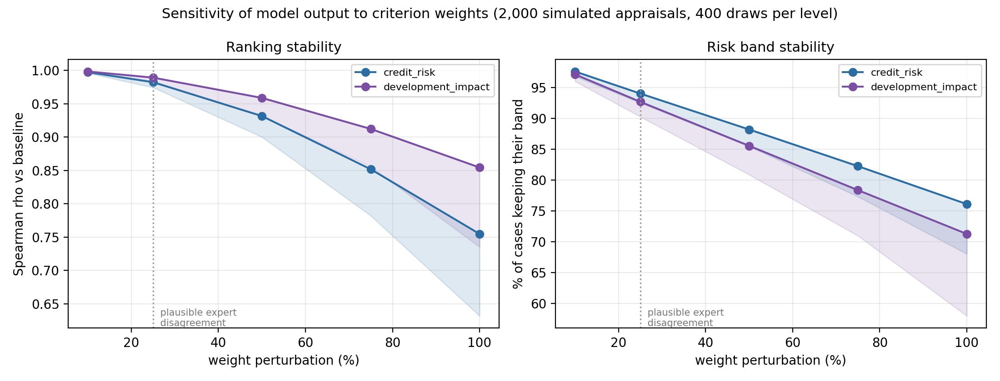 Sensitivity of model output to criterion weights (2,000 simulated appraisals, 400 draws per level)
Ranking stability
credit_risk
development_impact
Spearman rho vs baseline
1.00
0.95
0.90
0.85
0.80
0.75
0.70
0.65
plausible expert
disagreement
20
40
60
80
100
weight perturbation (%)
Risk band stability
credit_risk
development_impact
% of cases keeping their band
95
90
85
80
75
70
65
60
plausible expert
disagreement
20
40
60
80
100
weight perturbation (%)